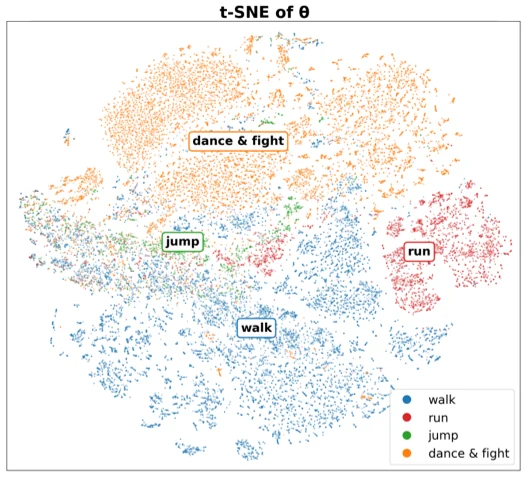 t-SNE of θ
dance & fight
jump
run
walk
walk
run
jump
dance & fight